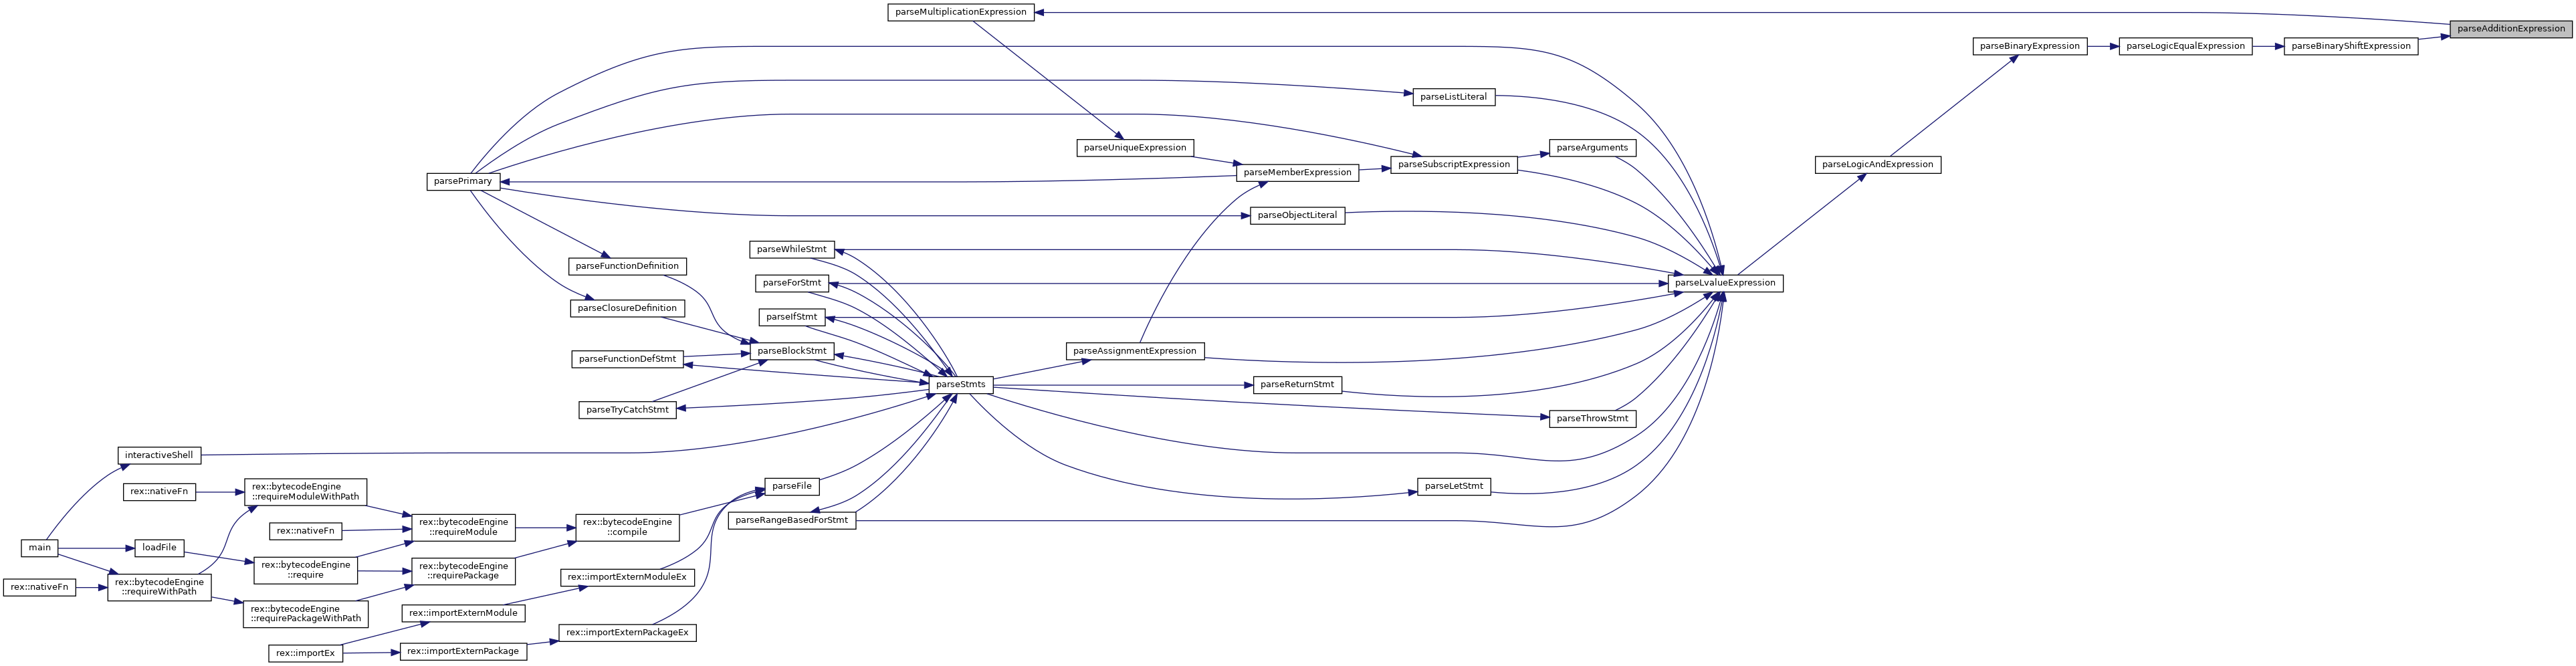 parseMultiplicationExpression
parseAdditionExpression
parseBinaryExpression
parseLogicEqualExpression
parseBinaryShiftExpression
parseListLiteral
parseUniqueExpression
parseArguments
parseSubscriptExpression
parseLogicAndExpression
parseMemberExpression
parsePrimary
parseObjectLiteral
parseWhileStmt
parseFunctionDefinition
parseForStmt
parseLvalueExpression
parseClosureDefinition
parseIfStmt
parseBlockStmt
parseAssignmentExpression
parseFunctionDefStmt
parseStmts
parseReturnStmt
parseTryCatchStmt
parseThrowStmt
interactiveShell
parseFile
parseLetStmt
rex::nativeFn
rex::bytecodeEngine
::requireModuleWithPath
parseRangeBasedForStmt
rex::nativeFn
rex::bytecodeEngine
::requireModule
rex::bytecodeEngine
::compile
main
loadFile
rex::bytecodeEngine
::require
rex::bytecodeEngine
::requirePackage
rex::importExternModuleEx
rex::nativeFn
rex::bytecodeEngine
::requireWithPath
rex::bytecodeEngine
::requirePackageWithPath
rex::importExternModule
rex::importExternPackageEx
rex::importEx
rex::importExternPackage